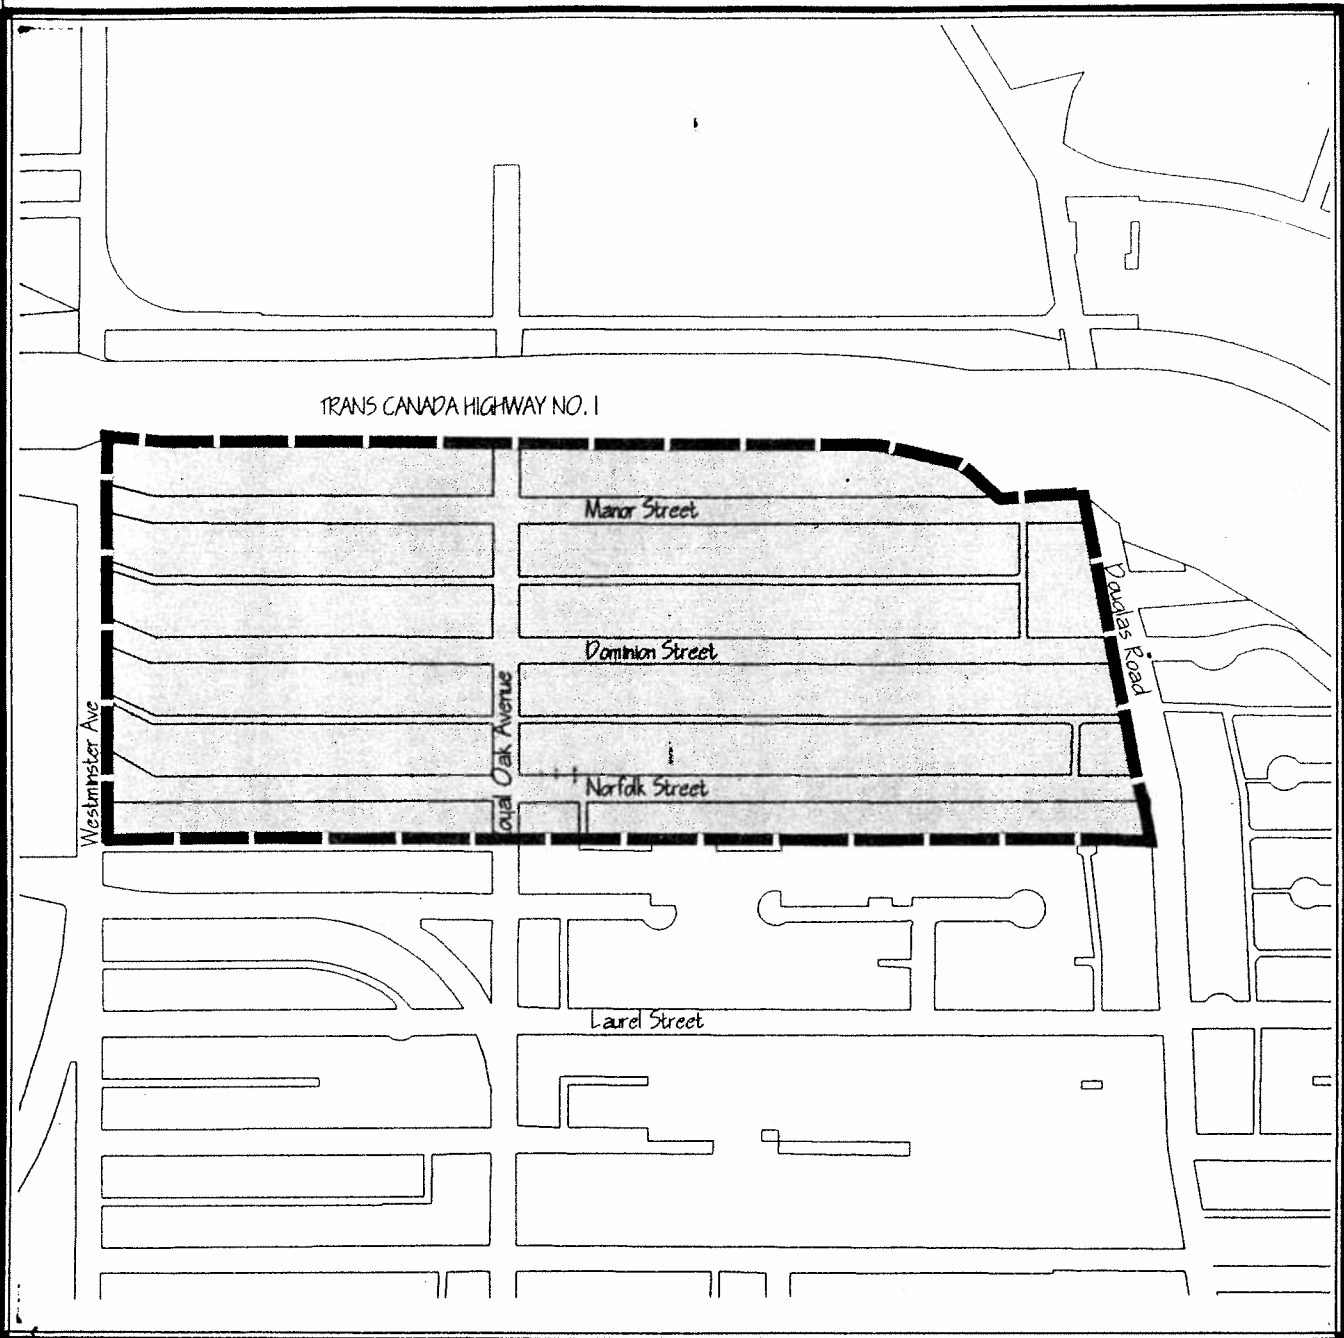 TRANS CANADA HIGHWAY NO. 1
Manor Street
Douglas Road
Dominion Street
Westminster Ave
Oak Avenue
Norfolk Street
Laurel Street